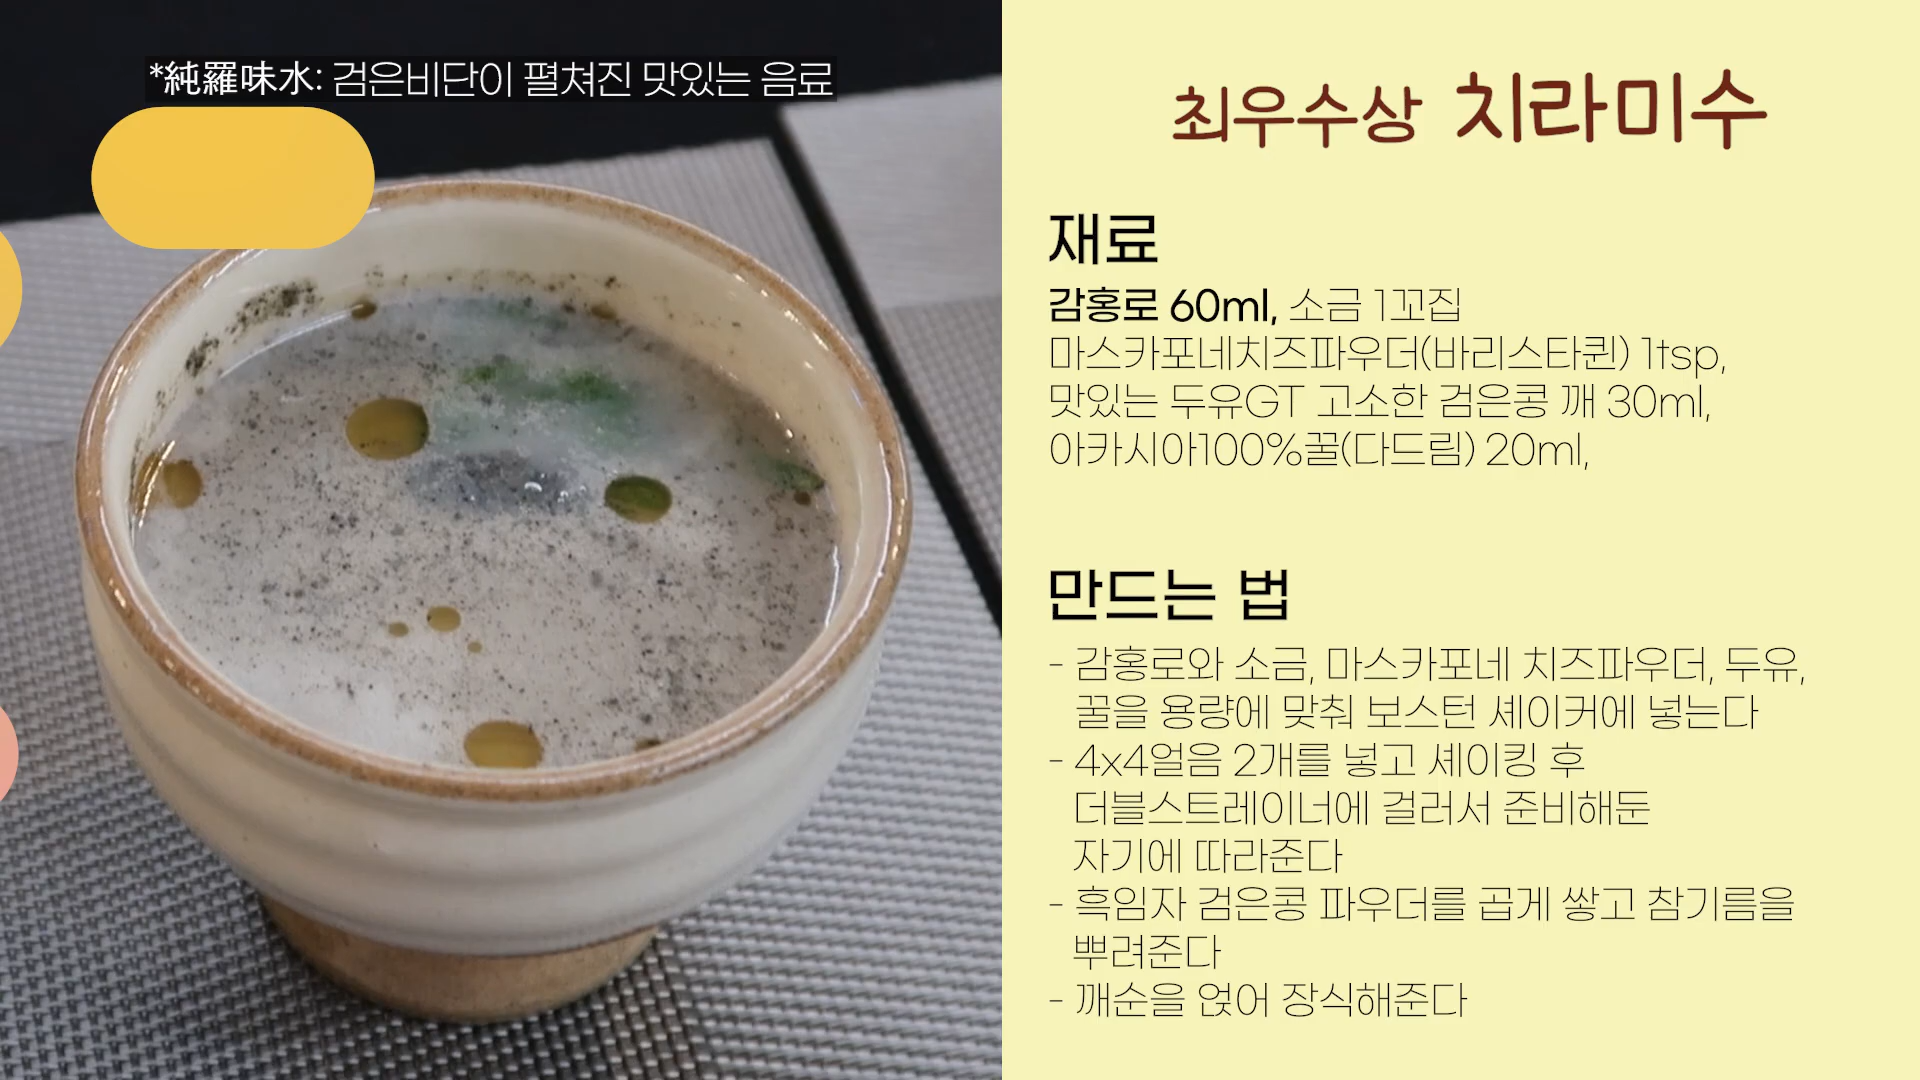 *純羅味水: 검은비단이 펼쳐진 맛있는 음료
최우수상 치라미수
재료
감홍로 60ml, 소금 1꼬집
마스카포네치즈파우더(바리스타퀸) 1tsp,
맛있는 두유GT 고소한 검은콩 깨 30ml,
아카시아100%꿀(다드림) 20ml,
만드는 법
- 감홍로와 소금, 마스카포네 치즈파우더, 두유,
꿀을 용량에 맞춰 보스턴 셰이커에 넣는다
- 4x4얼음 2개를 넣고 셰이킹 후
더블스트레이너에 걸러서 준비해둔
자기에 따라준다
- 흑임자 검은콩 파우더를 곱게 쌓고 참기름을
뿌려준다
- 깨순을 얹어 장식해준다